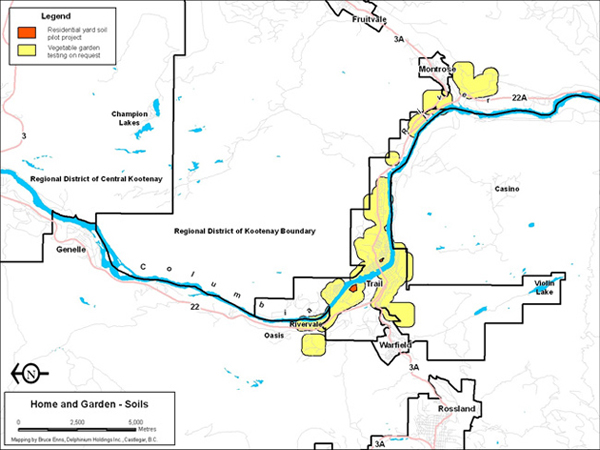 Legend
Residential yard soil
pilot project
Vegetable garden
testing on request
Fruitvale
3A
Montrose
22A
River
Champion
Lakes
3
Regional District of Central Kootenay
Casino
Regional District of Kootenay Boundary
Genelle
Columbia
Trail
Violin
Lake
22
Rivervale
Oasis
Warfield
N
3A
Home and Garden - Soils
0 2,500 5,000
Metres
Mapping by Bruce Enns, Delphinium Holdings Inc., Castlegar, B.C.
Rossland
3A